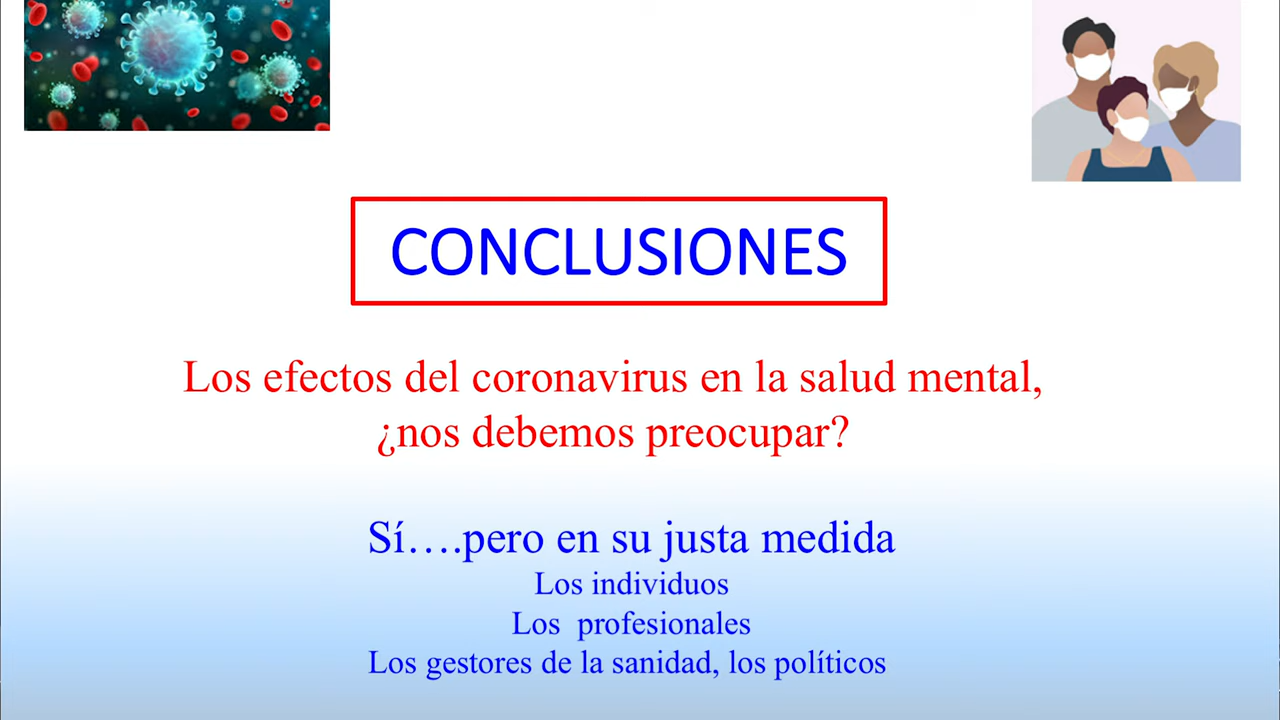 CONCLUSIONES
Los efectos del coronavirus en la salud mental,
¿nos debemos preocupar?
Sí….pero en su justa medida
Los individuos
Los  profesionales
Los gestores de la sanidad, los políticos